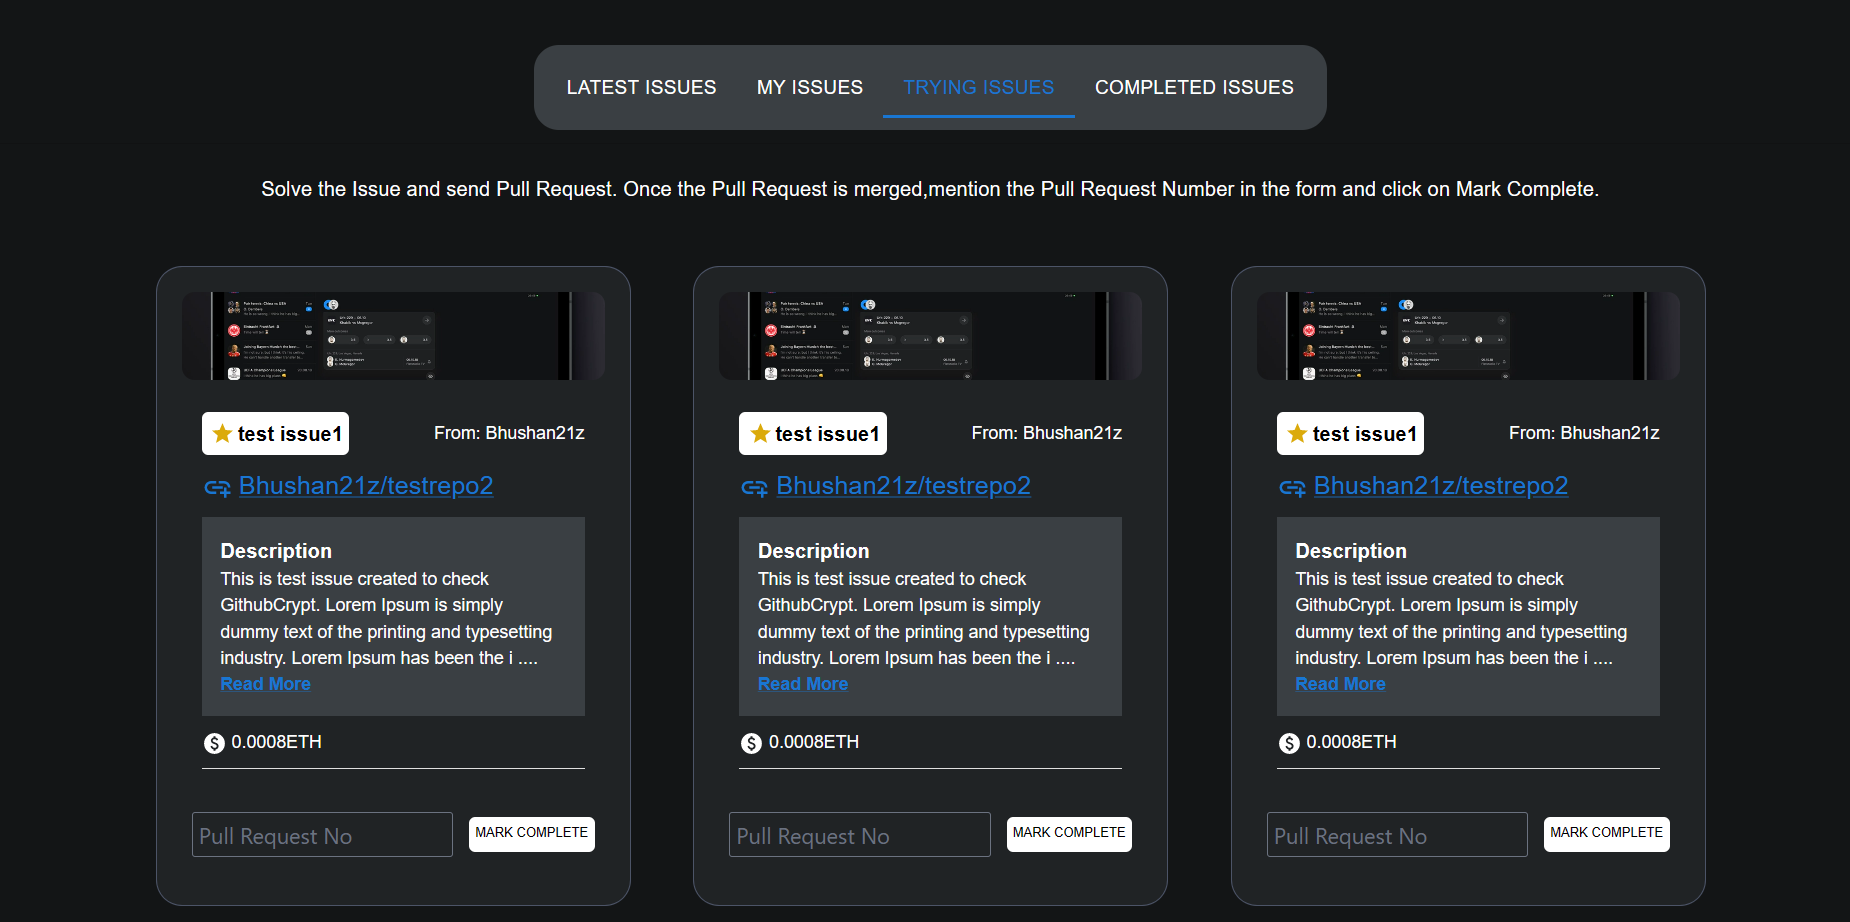 LATEST ISSUES MY ISSUES TRYING ISSUES COMPLETED ISSUES
Solve the Issue and send Pull Request. Once the Pull Request is merged,mention the Pull Request Number in the form and click on Mark Complete.
test issue1 From: Bhushan21z
Bhushan21z/testrepo2
Description
This is test issue created to check
GithubCrypt. Lorem Ipsum is simply
dummy text of the printing and typesetting
industry. Lorem Ipsum has been the i ....
Read More
0.0008ETH
Pull Request No MARK COMPLETE
test issue1 From: Bhushan21z
Bhushan21z/testrepo2
Description
This is test issue created to check
GithubCrypt. Lorem Ipsum is simply
dummy text of the printing and typesetting
industry. Lorem Ipsum has been the i ....
Read More
0.0008ETH
Pull Request No MARK COMPLETE
test issue1 From: Bhushan21z
Bhushan21z/testrepo2
Description
This is test issue created to check
GithubCrypt. Lorem Ipsum is simply
dummy text of the printing and typesetting
industry. Lorem Ipsum has been the i ....
Read More
0.0008ETH
Pull Request No MARK COMPLETE